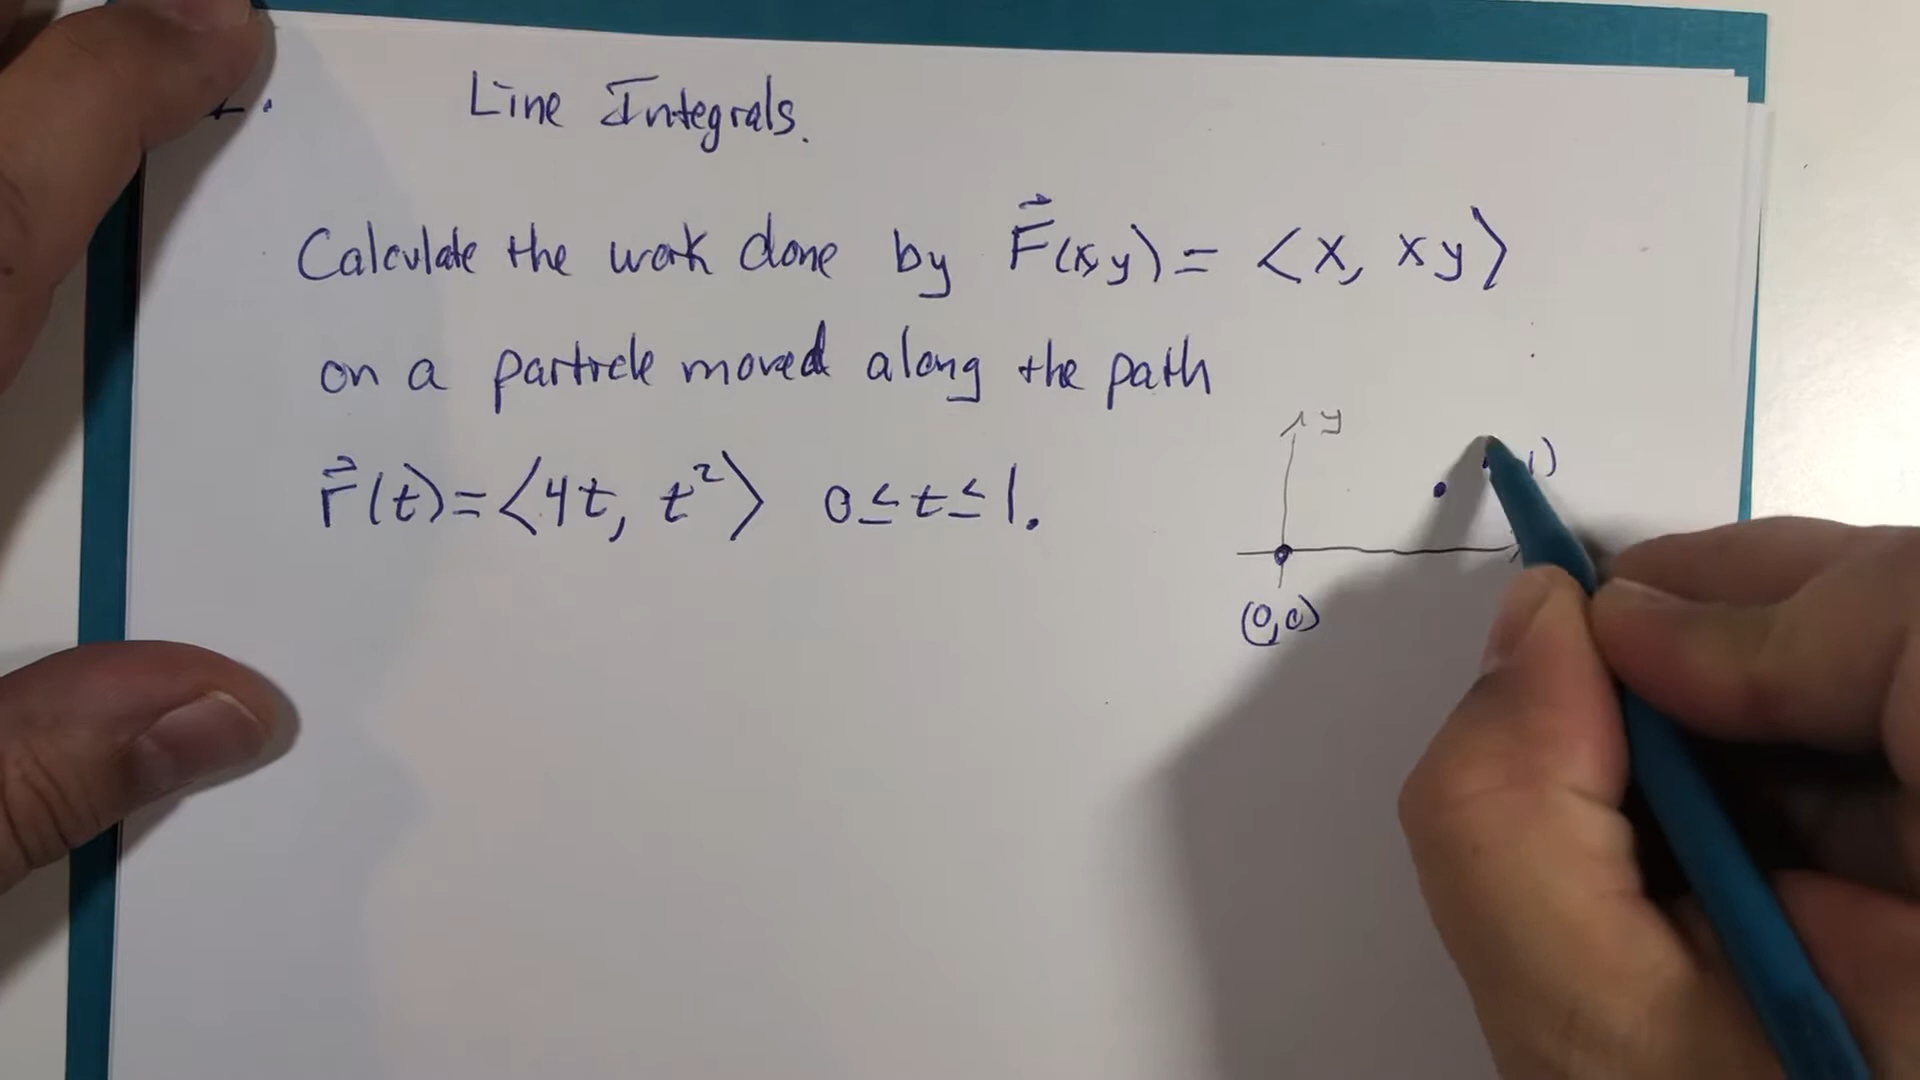 Line Integrals.
Calculate the work done by F⃗(x,y) = ⟨x, xy⟩
on a particle moved along the path
r⃗(t) = ⟨4t, t²⟩ 0 ≤ t ≤ 1.
y
1)
(0,0)